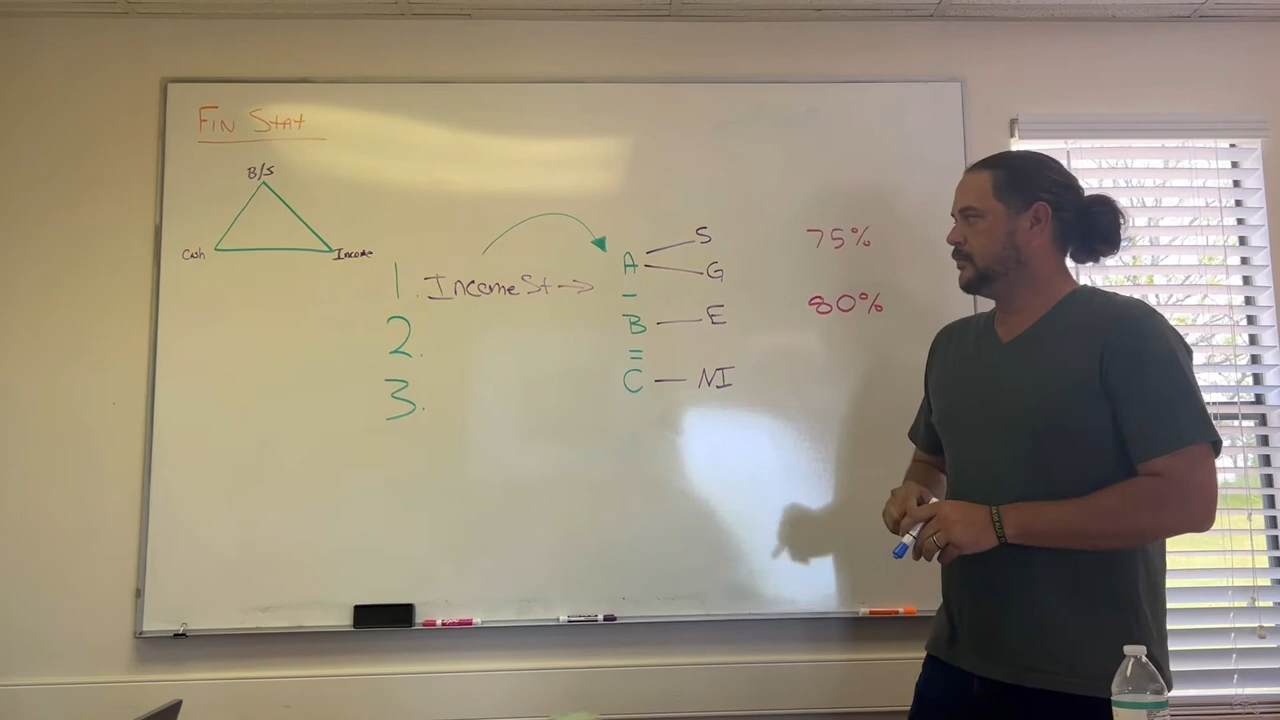 FIN Stat
B/S
Cash
Income
1. Income St →
2.
3.
A
S
G
–
B — E
=
C — NI
75%
80%